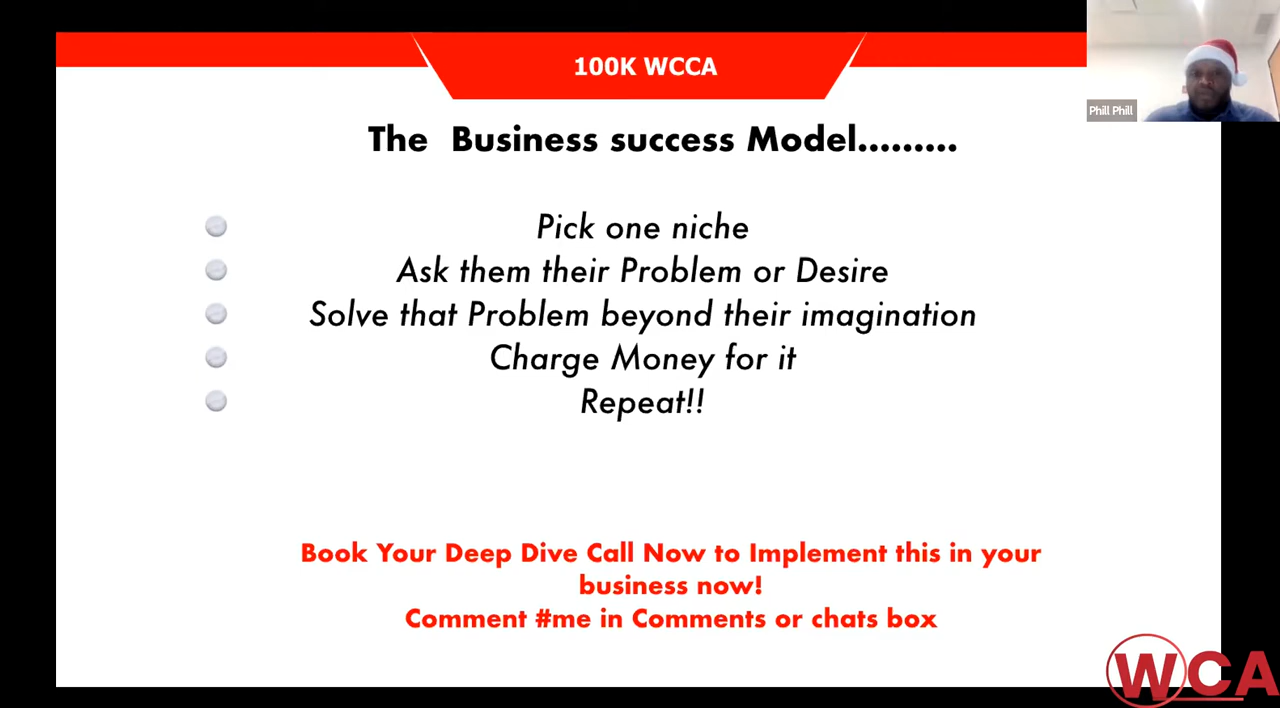 100K WCCA
Phill Phill
The Business success Model.........
Pick one niche
Ask them their Problem or Desire
Solve that Problem beyond their imagination
Charge Money for it
Repeat!!
Book Your Deep Dive Call Now to Implement this in your
business now!
Comment #me in Comments or chats box
WCA